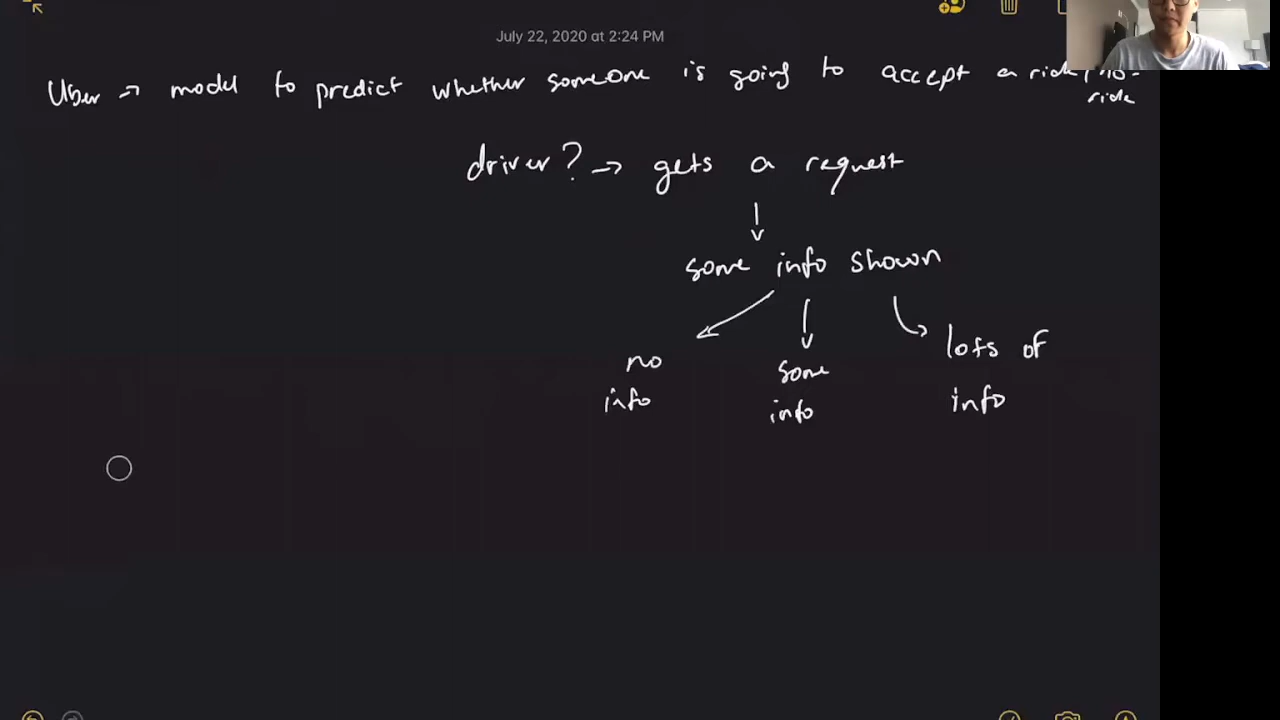 July 22, 2020 at 2:24 PM
Uber → model to predict whether someone is going to accept a ride / no-
ride
driver? → gets a request
some info shown
no some lots of
info info info